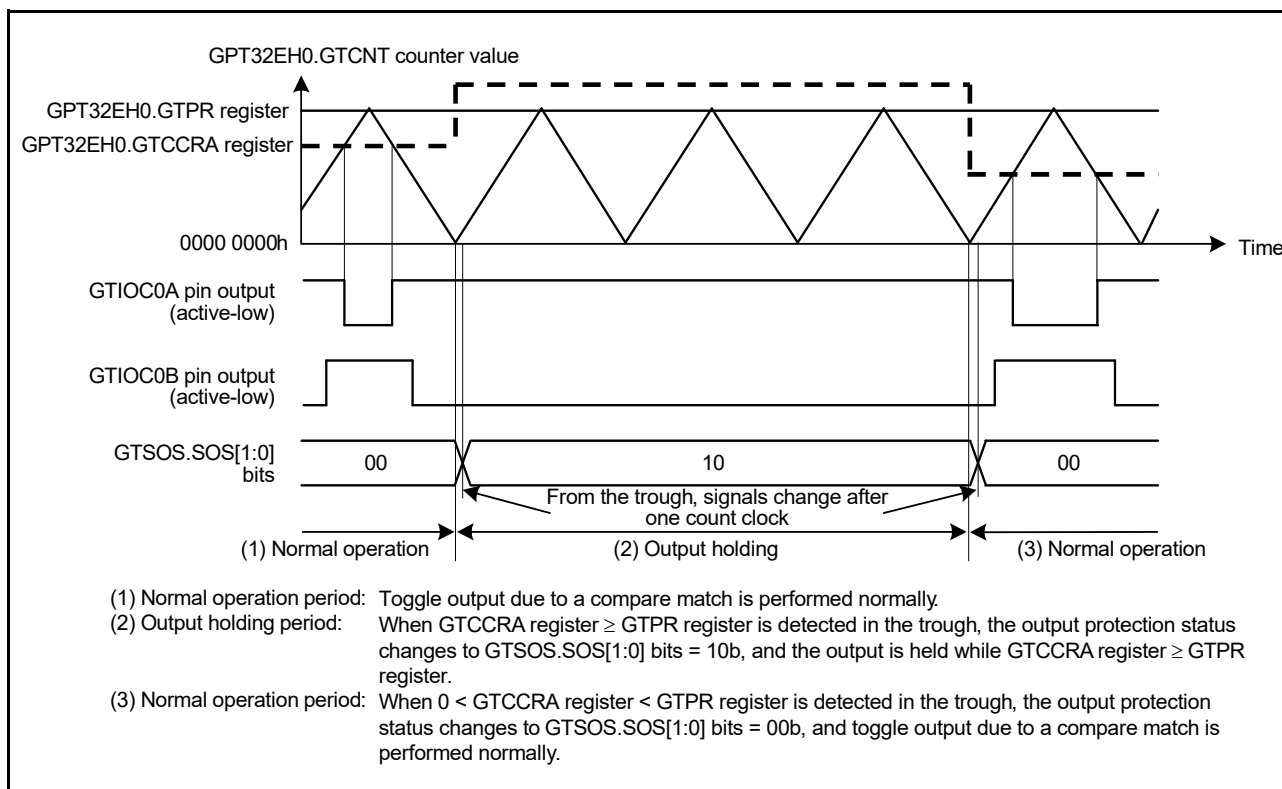 GPT32EH0.GTCNT counter value
GPT32EH0.GTPR register
GPT32EH0.GTCCRA register
0000 0000h
Time
GTIOC0A pin output
(active-low)
GTIOC0B pin output
(active-low)
GTSOS.SOS[1:0]
bits
00
10
00
From the trough, signals change after
one count clock
(1) Normal operation
(2) Output holding
(3) Normal operation
(1) Normal operation period: Toggle output due to a compare match is performed normally.
(2) Output holding period: When GTCCRA register ≥ GTPR register is detected in the trough, the output protection status
changes to GTSOS.SOS[1:0] bits = 10b, and the output is held while GTCCRA register ≥ GTPR
register.
(3) Normal operation period: When 0 < GTCCRA register < GTPR register is detected in the trough, the output protection
status changes to GTSOS.SOS[1:0] bits = 00b, and toggle output due to a compare match is
performed normally.